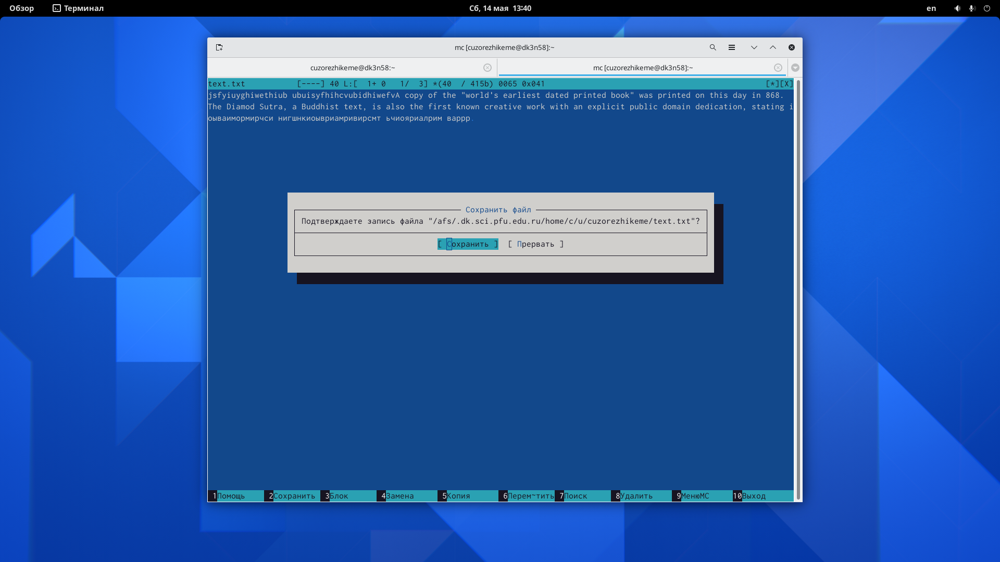 Обзор Терминал Сб, 14 мая 13:40 en
mc [cuzorezhikeme@dk3n58]:~
cuzorezhikeme@dk3n58:~ mc [cuzorezhikeme@dk3n58]:~
text.txt [----] 40 L:[ 1+ 0 1/ 3] *(40 / 415b) 0065 0x041 [*][X]
jsfyiuyghiwethiub ubuisyfhihcvubidhiwefvA copy of the "world's earliest dated printed book" was printed on this day in 868.
The Diamod Sutra, a Buddhist text, is also the first known creative work with an explicit public domain dedication, stating i
оываимормирчси нигшнкиоывриамривирсмт ьчиояриалрим варрр.
Сохранить файл
Подтверждаете запись файла "/afs/.dk.sci.pfu.edu.ru/home/c/u/cuzorezhikeme/text.txt"?
[ Сохранить ] [ Прервать ]
1Помощь 2Сохранить 3Блок 4Замена 5Копия 6Перем~тить 7Поиск 8Удалить 9МенюMC 10Выход